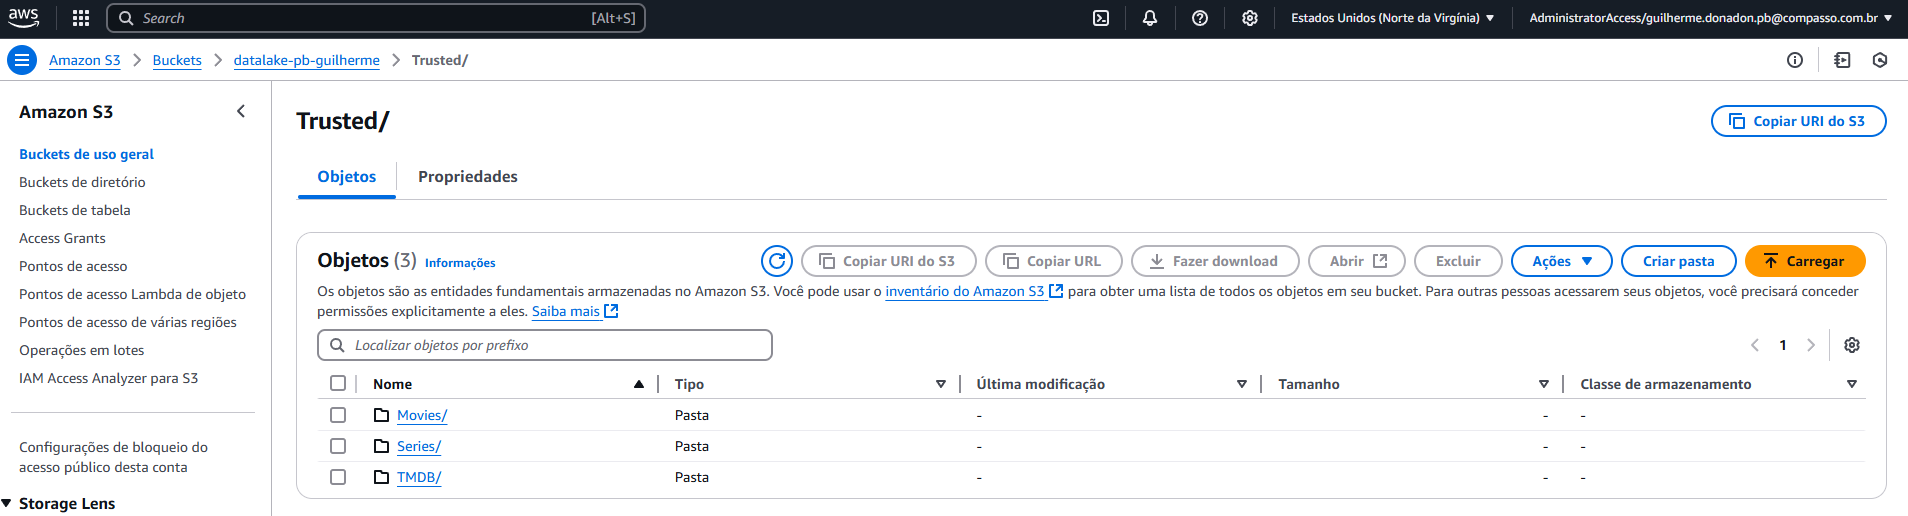 aws
Search [Alt+S]
Estados Unidos (Norte da Virgínia)
AdministratorAccess/guilherme.donadon.pb@compasso.com.br
Amazon S3 Buckets datalake-pb-guilherme Trusted/
Amazon S3
Buckets de uso geral
Buckets de diretório
Buckets de tabela
Access Grants
Pontos de acesso
Pontos de acesso Lambda de objeto
Pontos de acesso de várias regiões
Operações em lotes
IAM Access Analyzer para S3
Configurações de bloqueio do
acesso público desta conta
Storage Lens
Trusted/
Copiar URI do S3
Objetos Propriedades
Objetos (3) Informações
Copiar URI do S3 Copiar URL Fazer download Abrir Excluir Ações Criar pasta Carregar
Os objetos são as entidades fundamentais armazenadas no Amazon S3. Você pode usar o inventário do Amazon S3 para obter uma lista de todos os objetos em seu bucket. Para outras pessoas acessarem seus objetos, você precisará conceder
permissões explicitamente a eles. Saiba mais
Localizar objetos por prefixo
1
Nome Tipo Última modificação Tamanho Classe de armazenamento
Movies/ Pasta - - -
Series/ Pasta - - -
TMDB/ Pasta - - -